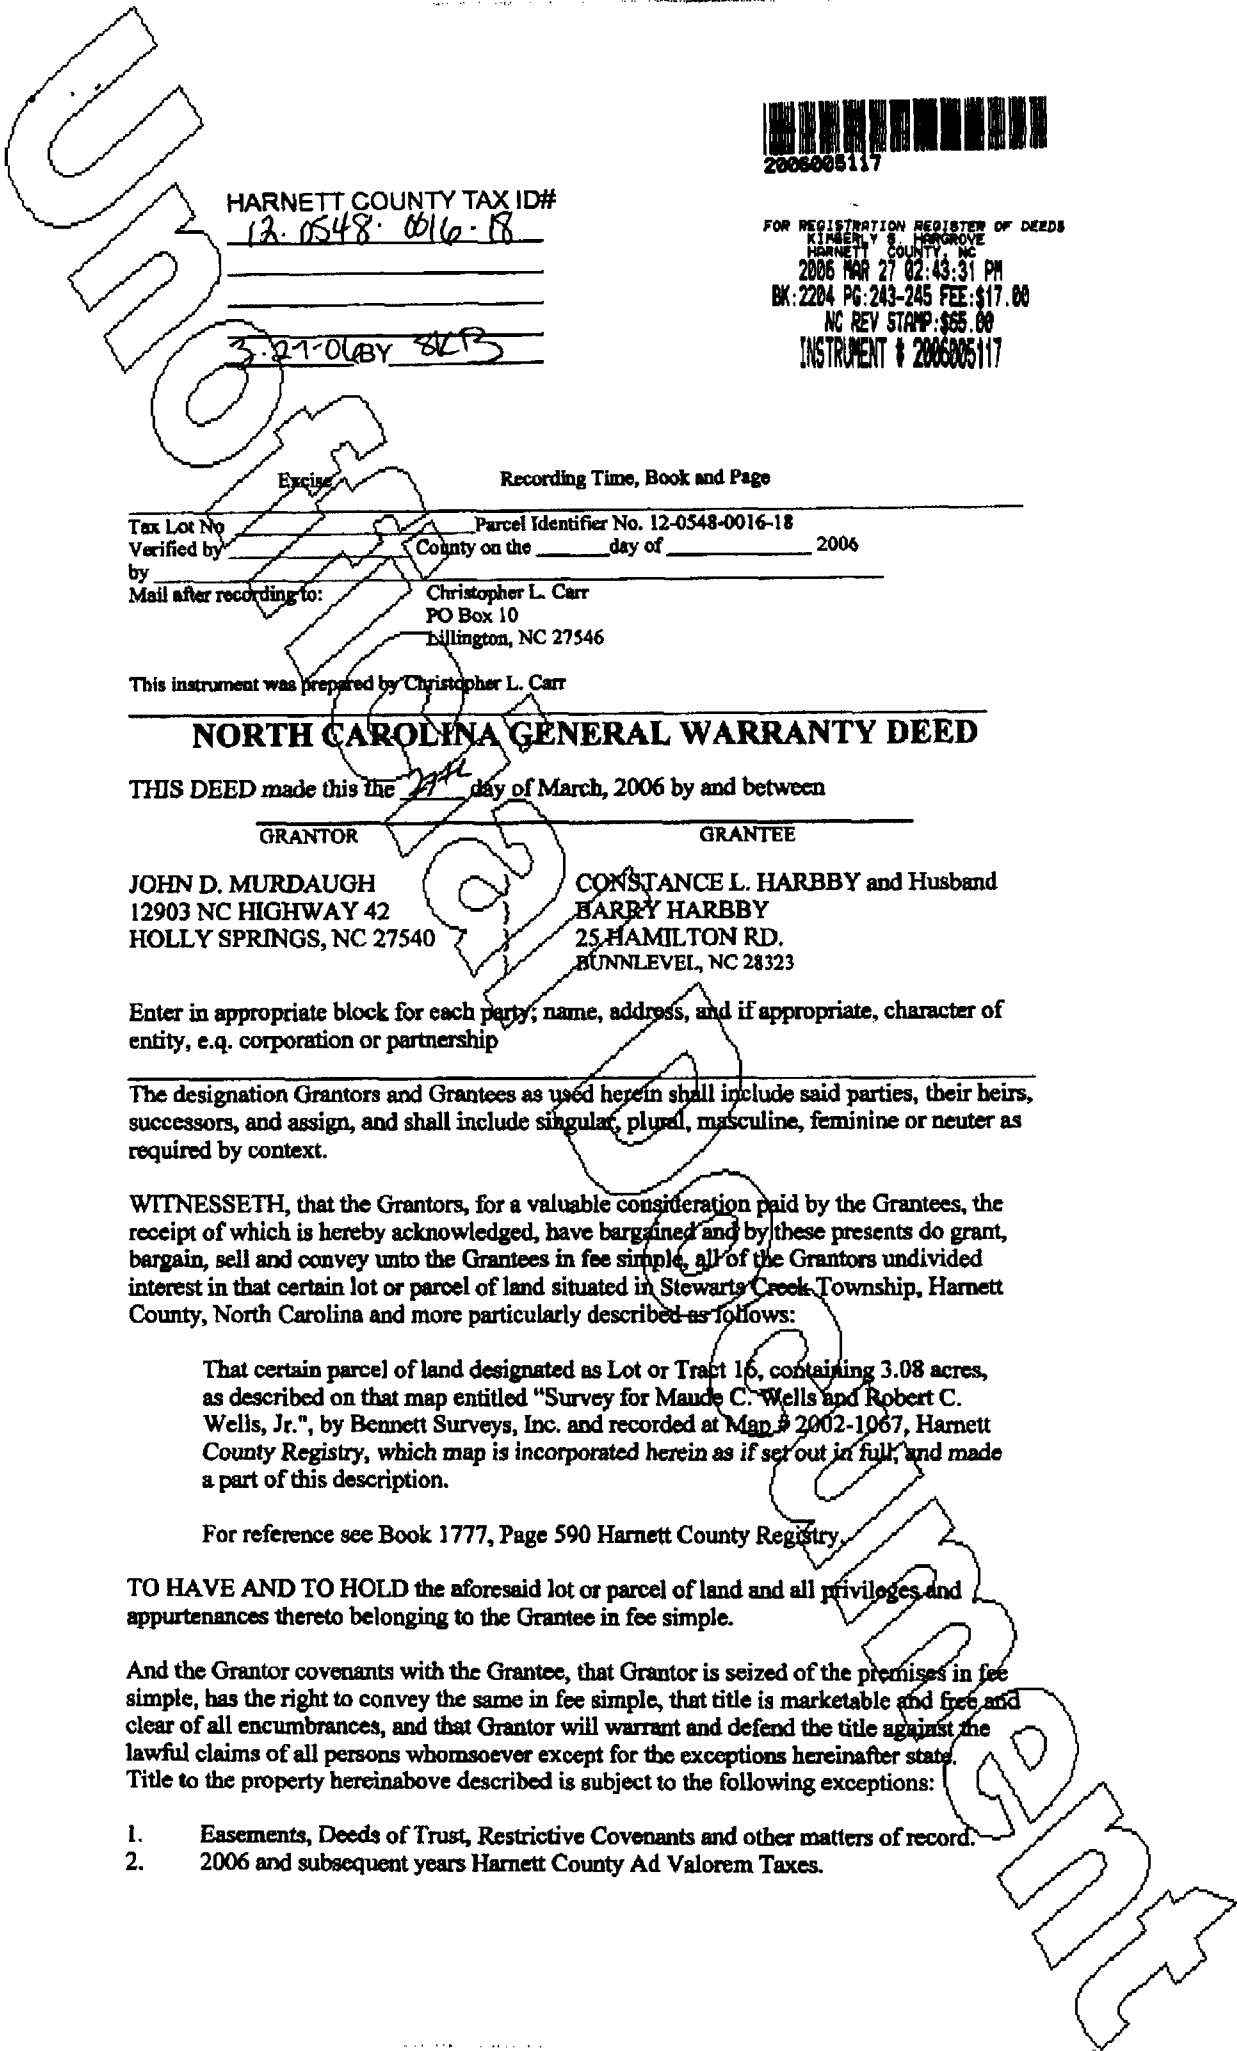 2006005117
HARNETT COUNTY TAX ID#
12-0548-0016-18
3-27-06 BY SKB
FOR REGISTRATION REGISTER OF DEEDS
KIMBERLY S. HARGROVE
HARNETT COUNTY, NC
2006 MAR 27 02:43:31 PM
BK:2204 PG:243-245 FEE:$17.00
NC REV STAMP:$65.00
INSTRUMENT # 2006005117
Excise Recording Time, Book and Page
Tax Lot No Parcel Identifier No. 12-0548-0016-18
Verified by County on the day of 2006
by
Mail after recording to: Christopher L. Carr
PO Box 10
Lillington, NC 27546
This instrument was prepared by Christopher L. Carr
NORTH CAROLINA GENERAL WARRANTY DEED
THIS DEED made this the 27th day of March, 2006 by and between
GRANTOR GRANTEE
JOHN D. MURDAUGH ) CONSTANCE L. HARBBY and Husband
12903 NC HIGHWAY 42 ) BARRY HARBBY
HOLLY SPRINGS, NC 27540 ) 25 HAMILTON RD.
) BUNNLEVEL, NC 28323
Enter in appropriate block for each party; name, address, and if appropriate, character of
entity, e.q. corporation or partnership
The designation Grantors and Grantees as used herein shall include said parties, their heirs,
successors, and assign, and shall include singular, plural, masculine, feminine or neuter as
required by context.
WITNESSETH, that the Grantors, for a valuable consideration paid by the Grantees, the
receipt of which is hereby acknowledged, have bargained and by these presents do grant,
bargain, sell and convey unto the Grantees in fee simple, all of the Grantors undivided
interest in that certain lot or parcel of land situated in Stewarts Creek Township, Harnett
County, North Carolina and more particularly described as follows:
That certain parcel of land designated as Lot or Tract 16, containing 3.08 acres,
as described on that map entitled "Survey for Maude C. Wells and Robert C.
Wells, Jr.", by Bennett Surveys, Inc. and recorded at Map # 2002-1067, Harnett
County Registry, which map is incorporated herein as if set out in full, and made
a part of this description.
For reference see Book 1777, Page 590 Harnett County Registry.
TO HAVE AND TO HOLD the aforesaid lot or parcel of land and all privileges and
appurtenances thereto belonging to the Grantee in fee simple.
And the Grantor covenants with the Grantee, that Grantor is seized of the premises in fee
simple, has the right to convey the same in fee simple, that title is marketable and free and
clear of all encumbrances, and that Grantor will warrant and defend the title against the
lawful claims of all persons whomsoever except for the exceptions hereinafter state.
Title to the property hereinabove described is subject to the following exceptions:
1. Easements, Deeds of Trust, Restrictive Covenants and other matters of record.
2. 2006 and subsequent years Harnett County Ad Valorem Taxes.
Unofficial Document